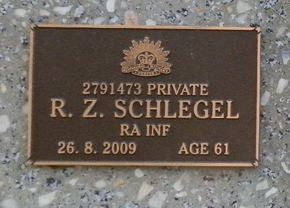 2791473 PRIVATE
R. Z. SCHLEGEL
RA INF
26. 8. 2009 AGE 61